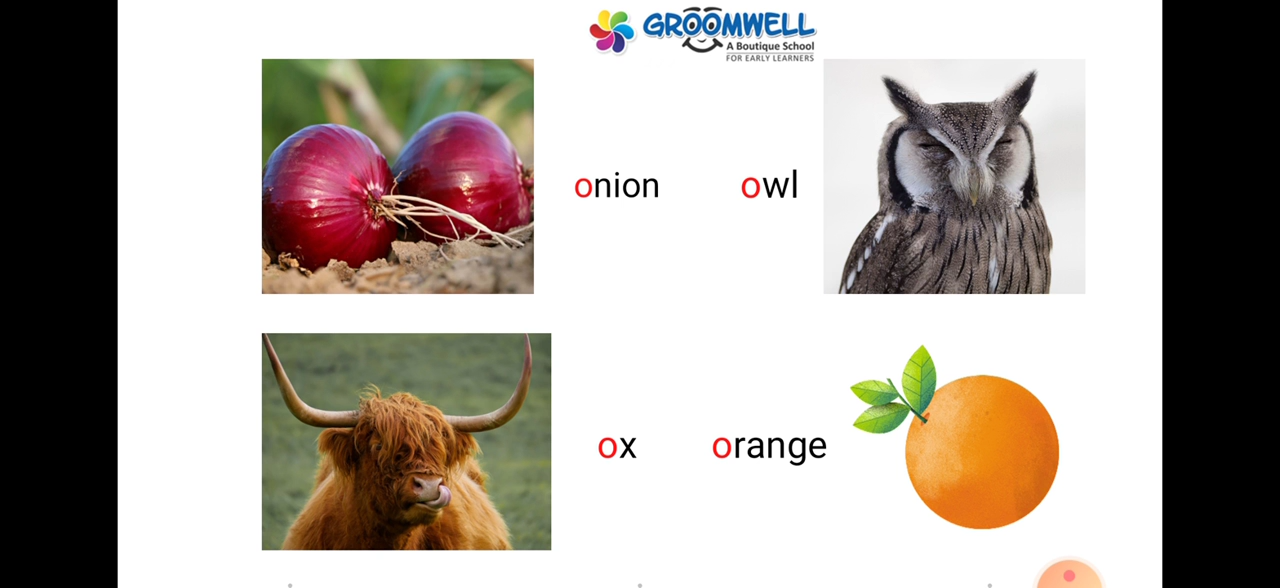 GROOMWELL
A Boutique School
FOR EARLY LEARNERS
onion owl
ox orange